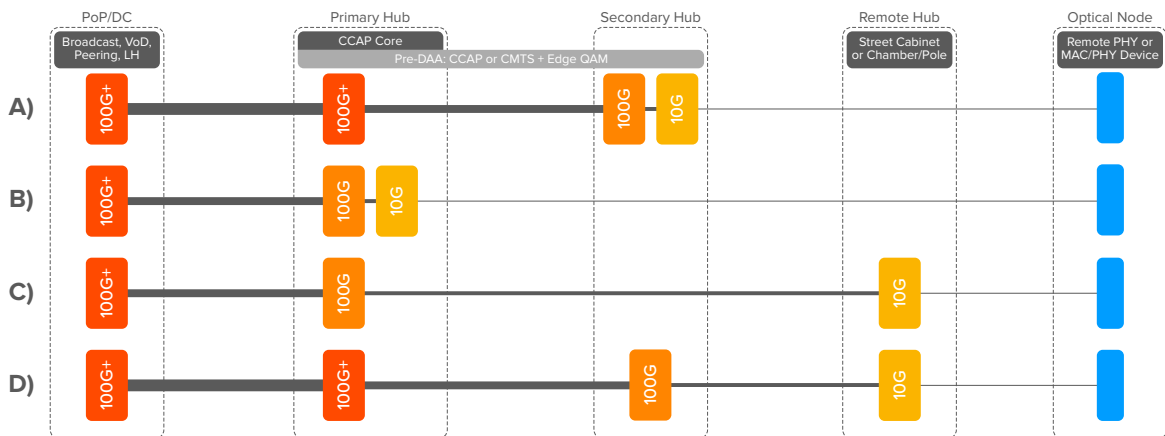 PoP/DC
Primary Hub
Secondary Hub
Remote Hub
Optical Node
Broadcast, VoD,
Peering, LH
CCAP Core
Pre-DAA: CCAP or CMTS + Edge QAM
Street Cabinet
or Chamber/Pole
Remote PHY or
MAC/PHY Device
A)
100G+
100G+
100G
10G
B)
100G+
100G
10G
C)
100G+
100G
10G
D)
100G+
100G+
100G
10G